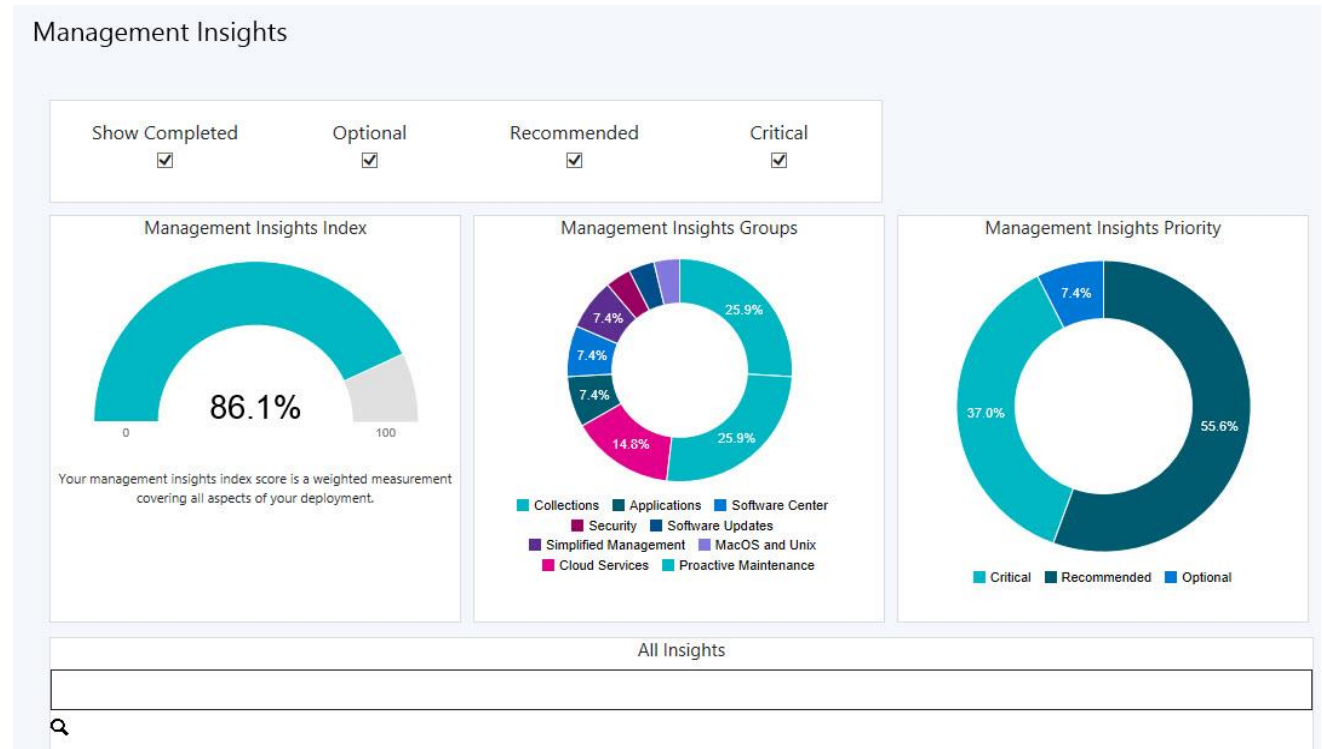 Management Insights
Show Completed Optional Recommended Critical
Management Insights Index
86.1%
0 100
Your management insights index score is a weighted measurement
covering all aspects of your deployment.
Management Insights Groups
25.9%
7.4%
7.4%
7.4%
14.8%
25.9%
Collections Applications Software Center
Security Software Updates
Simplified Management MacOS and Unix
Cloud Services Proactive Maintenance
Management Insights Priority
7.4%
37.0%
55.6%
Critical Recommended Optional
All Insights